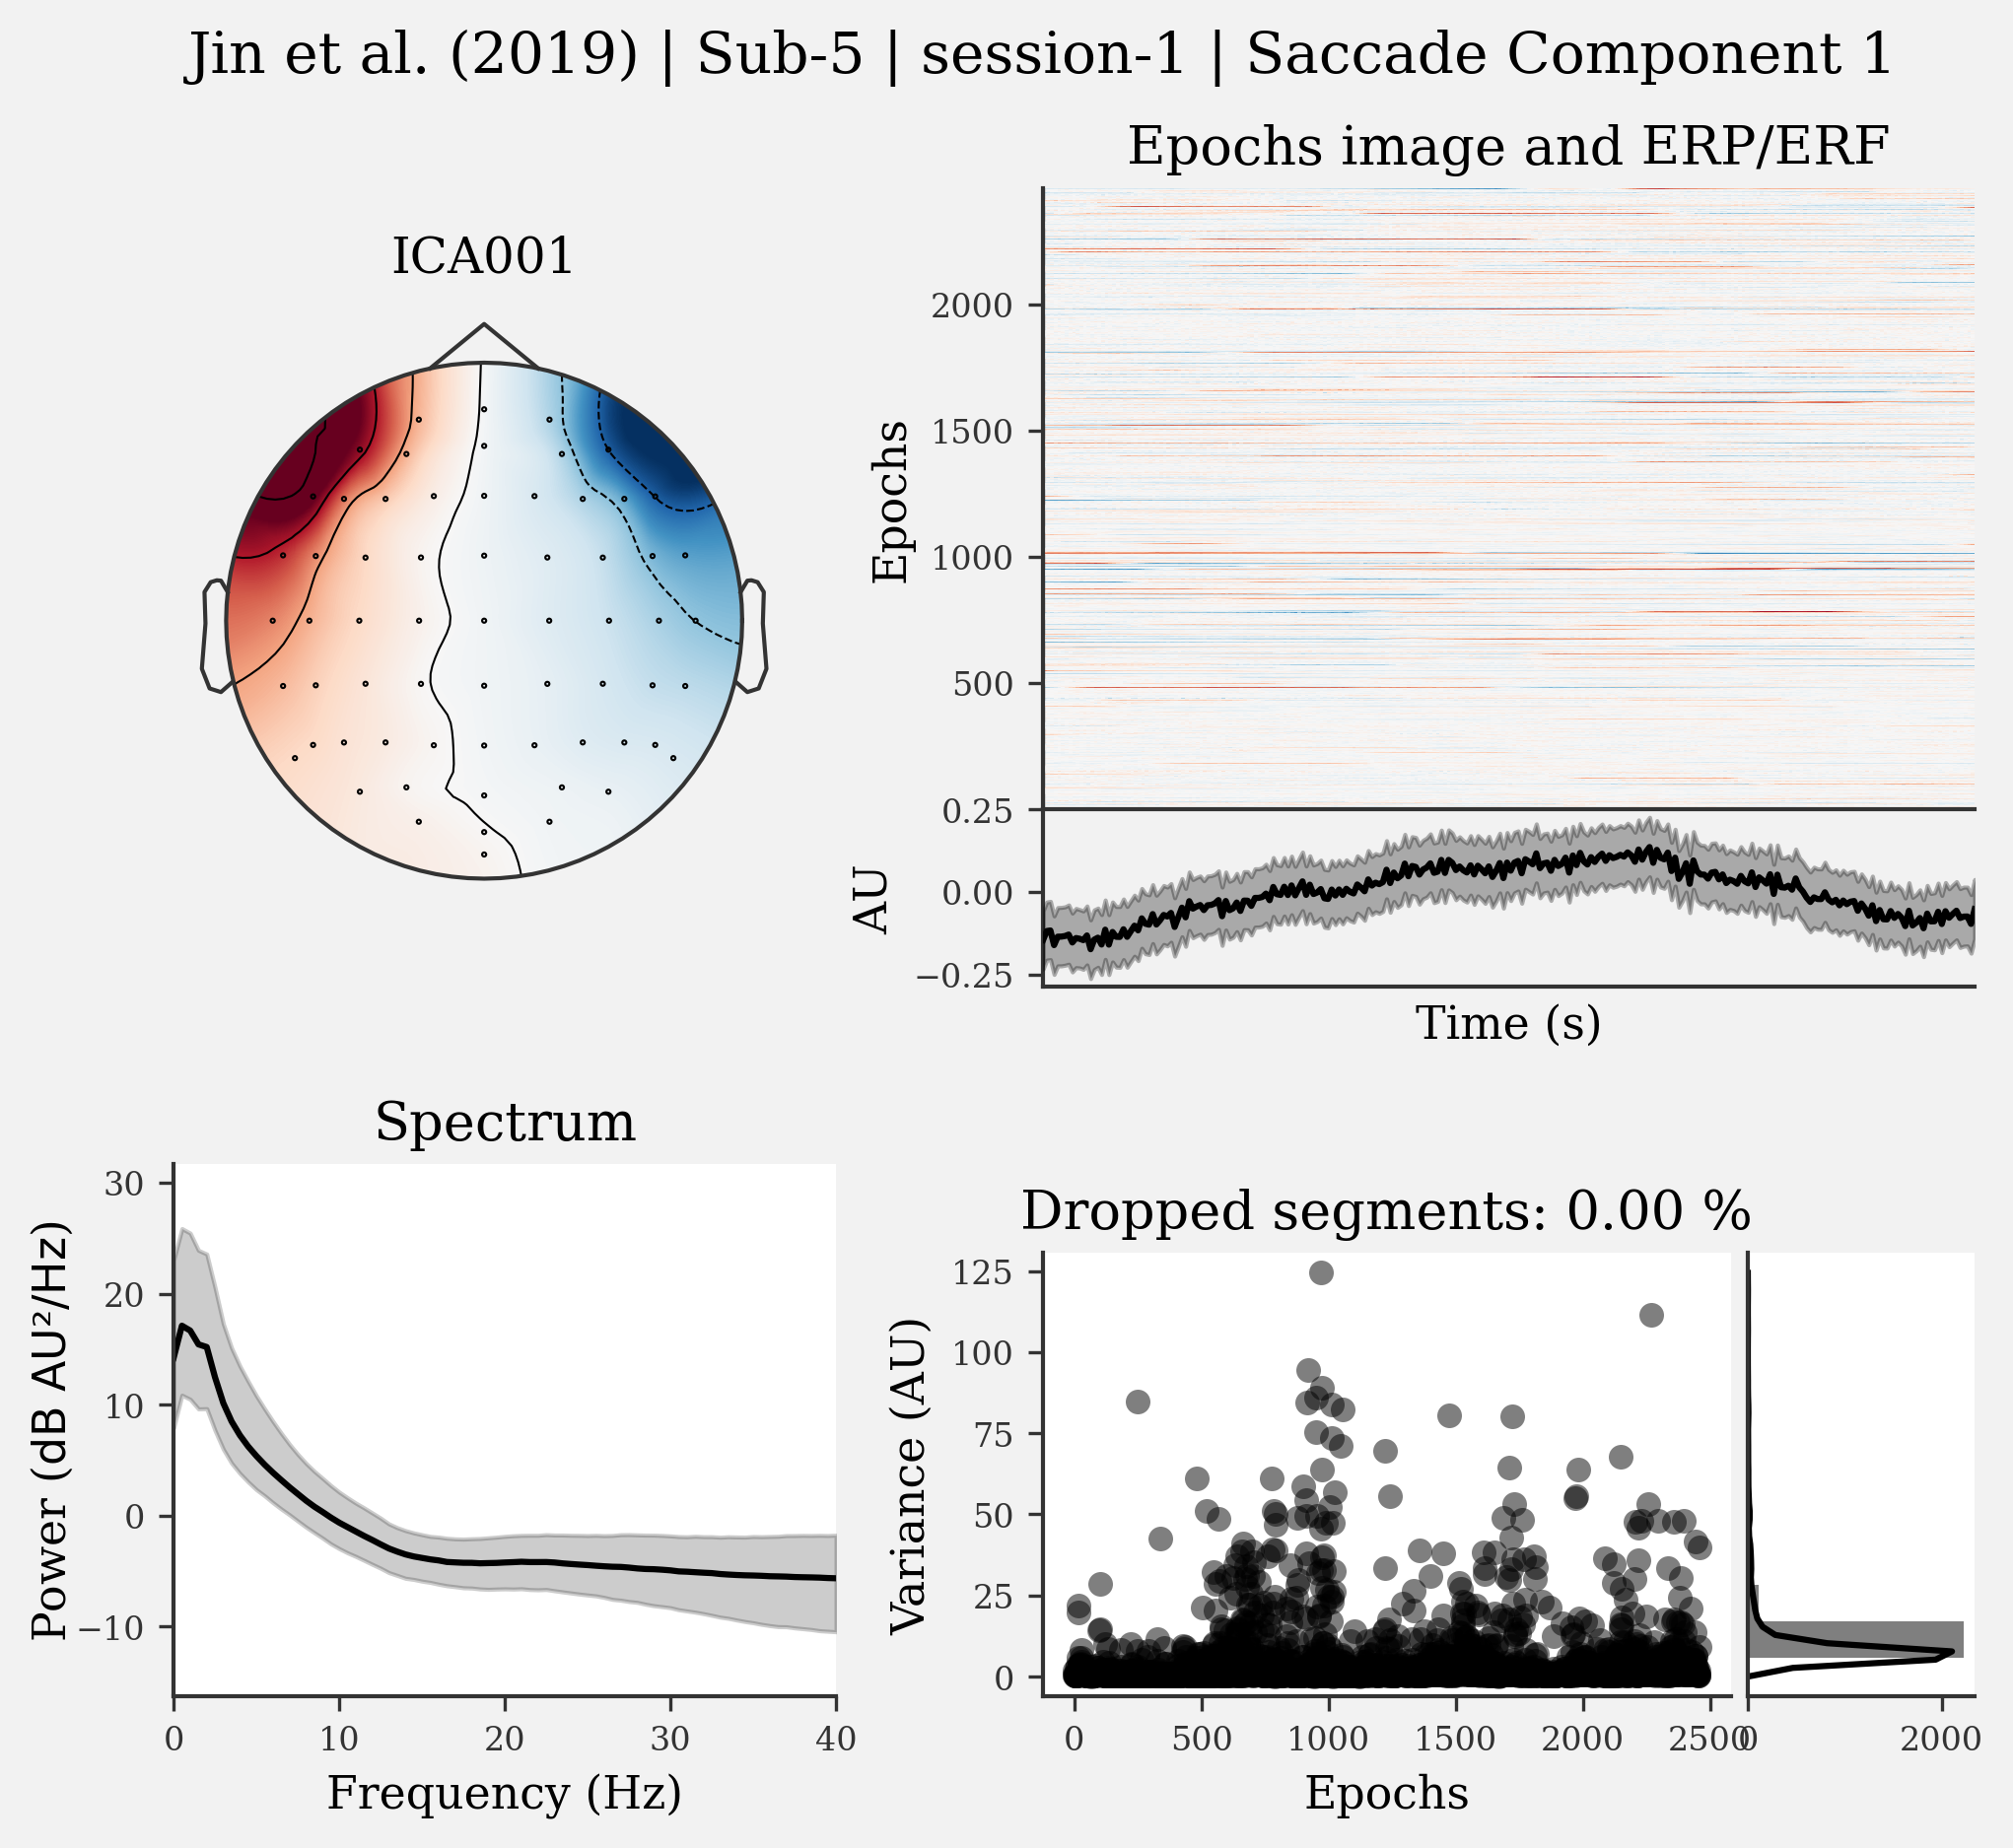 Jin et al. (2019) | Sub-5 | session-1 | Saccade Component 1
ICA001
Epochs image and ERP/ERF
Epochs
2000
1500
1000
500
AU
0.25
0.00
−0.25
Time (s)
Spectrum
Power (dB AU²/Hz)
30
20
10
0
−10
0 10 20 30 40
Frequency (Hz)
Dropped segments: 0.00 %
Variance (AU)
125
100
75
50
25
0
0 500 1000 1500 2000 2500
0 2000
Epochs